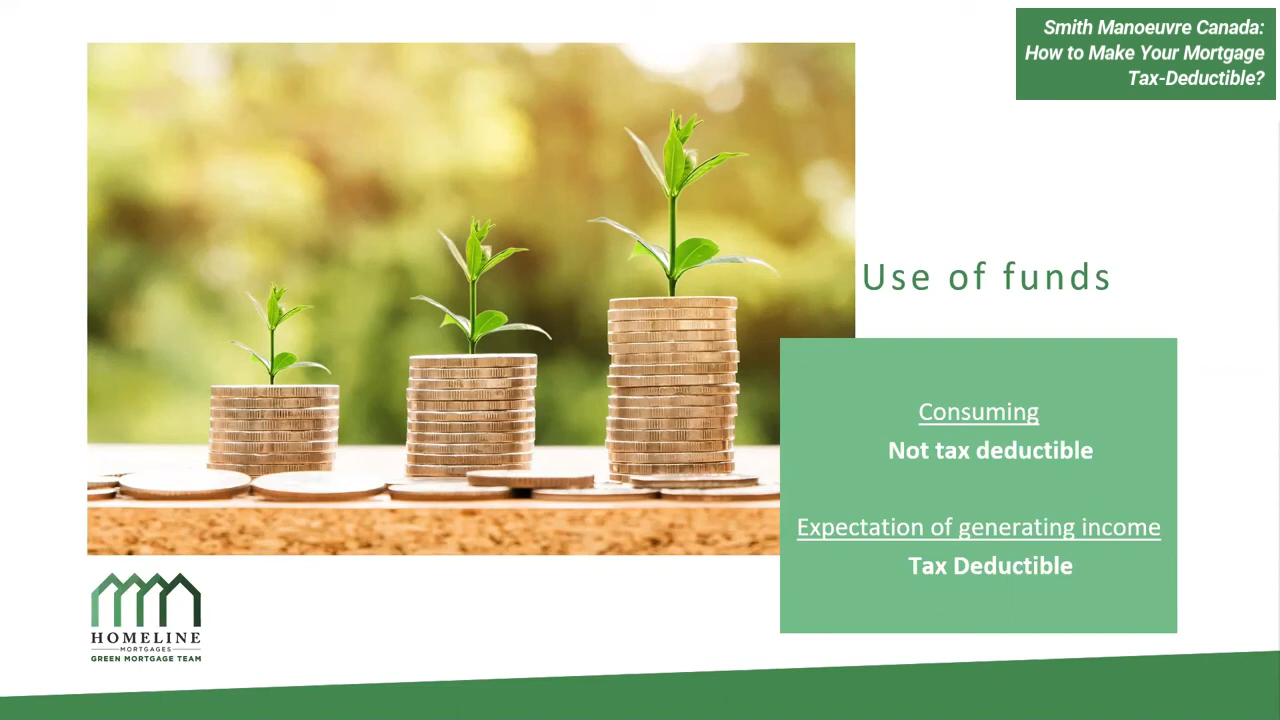 Smith Manoeuvre Canada:
How to Make Your Mortgage
Tax-Deductible?
Use of funds
Consuming
Not tax deductible
Expectation of generating income
Tax Deductible
HOMELINE
MORTGAGES
GREEN MORTGAGE TEAM